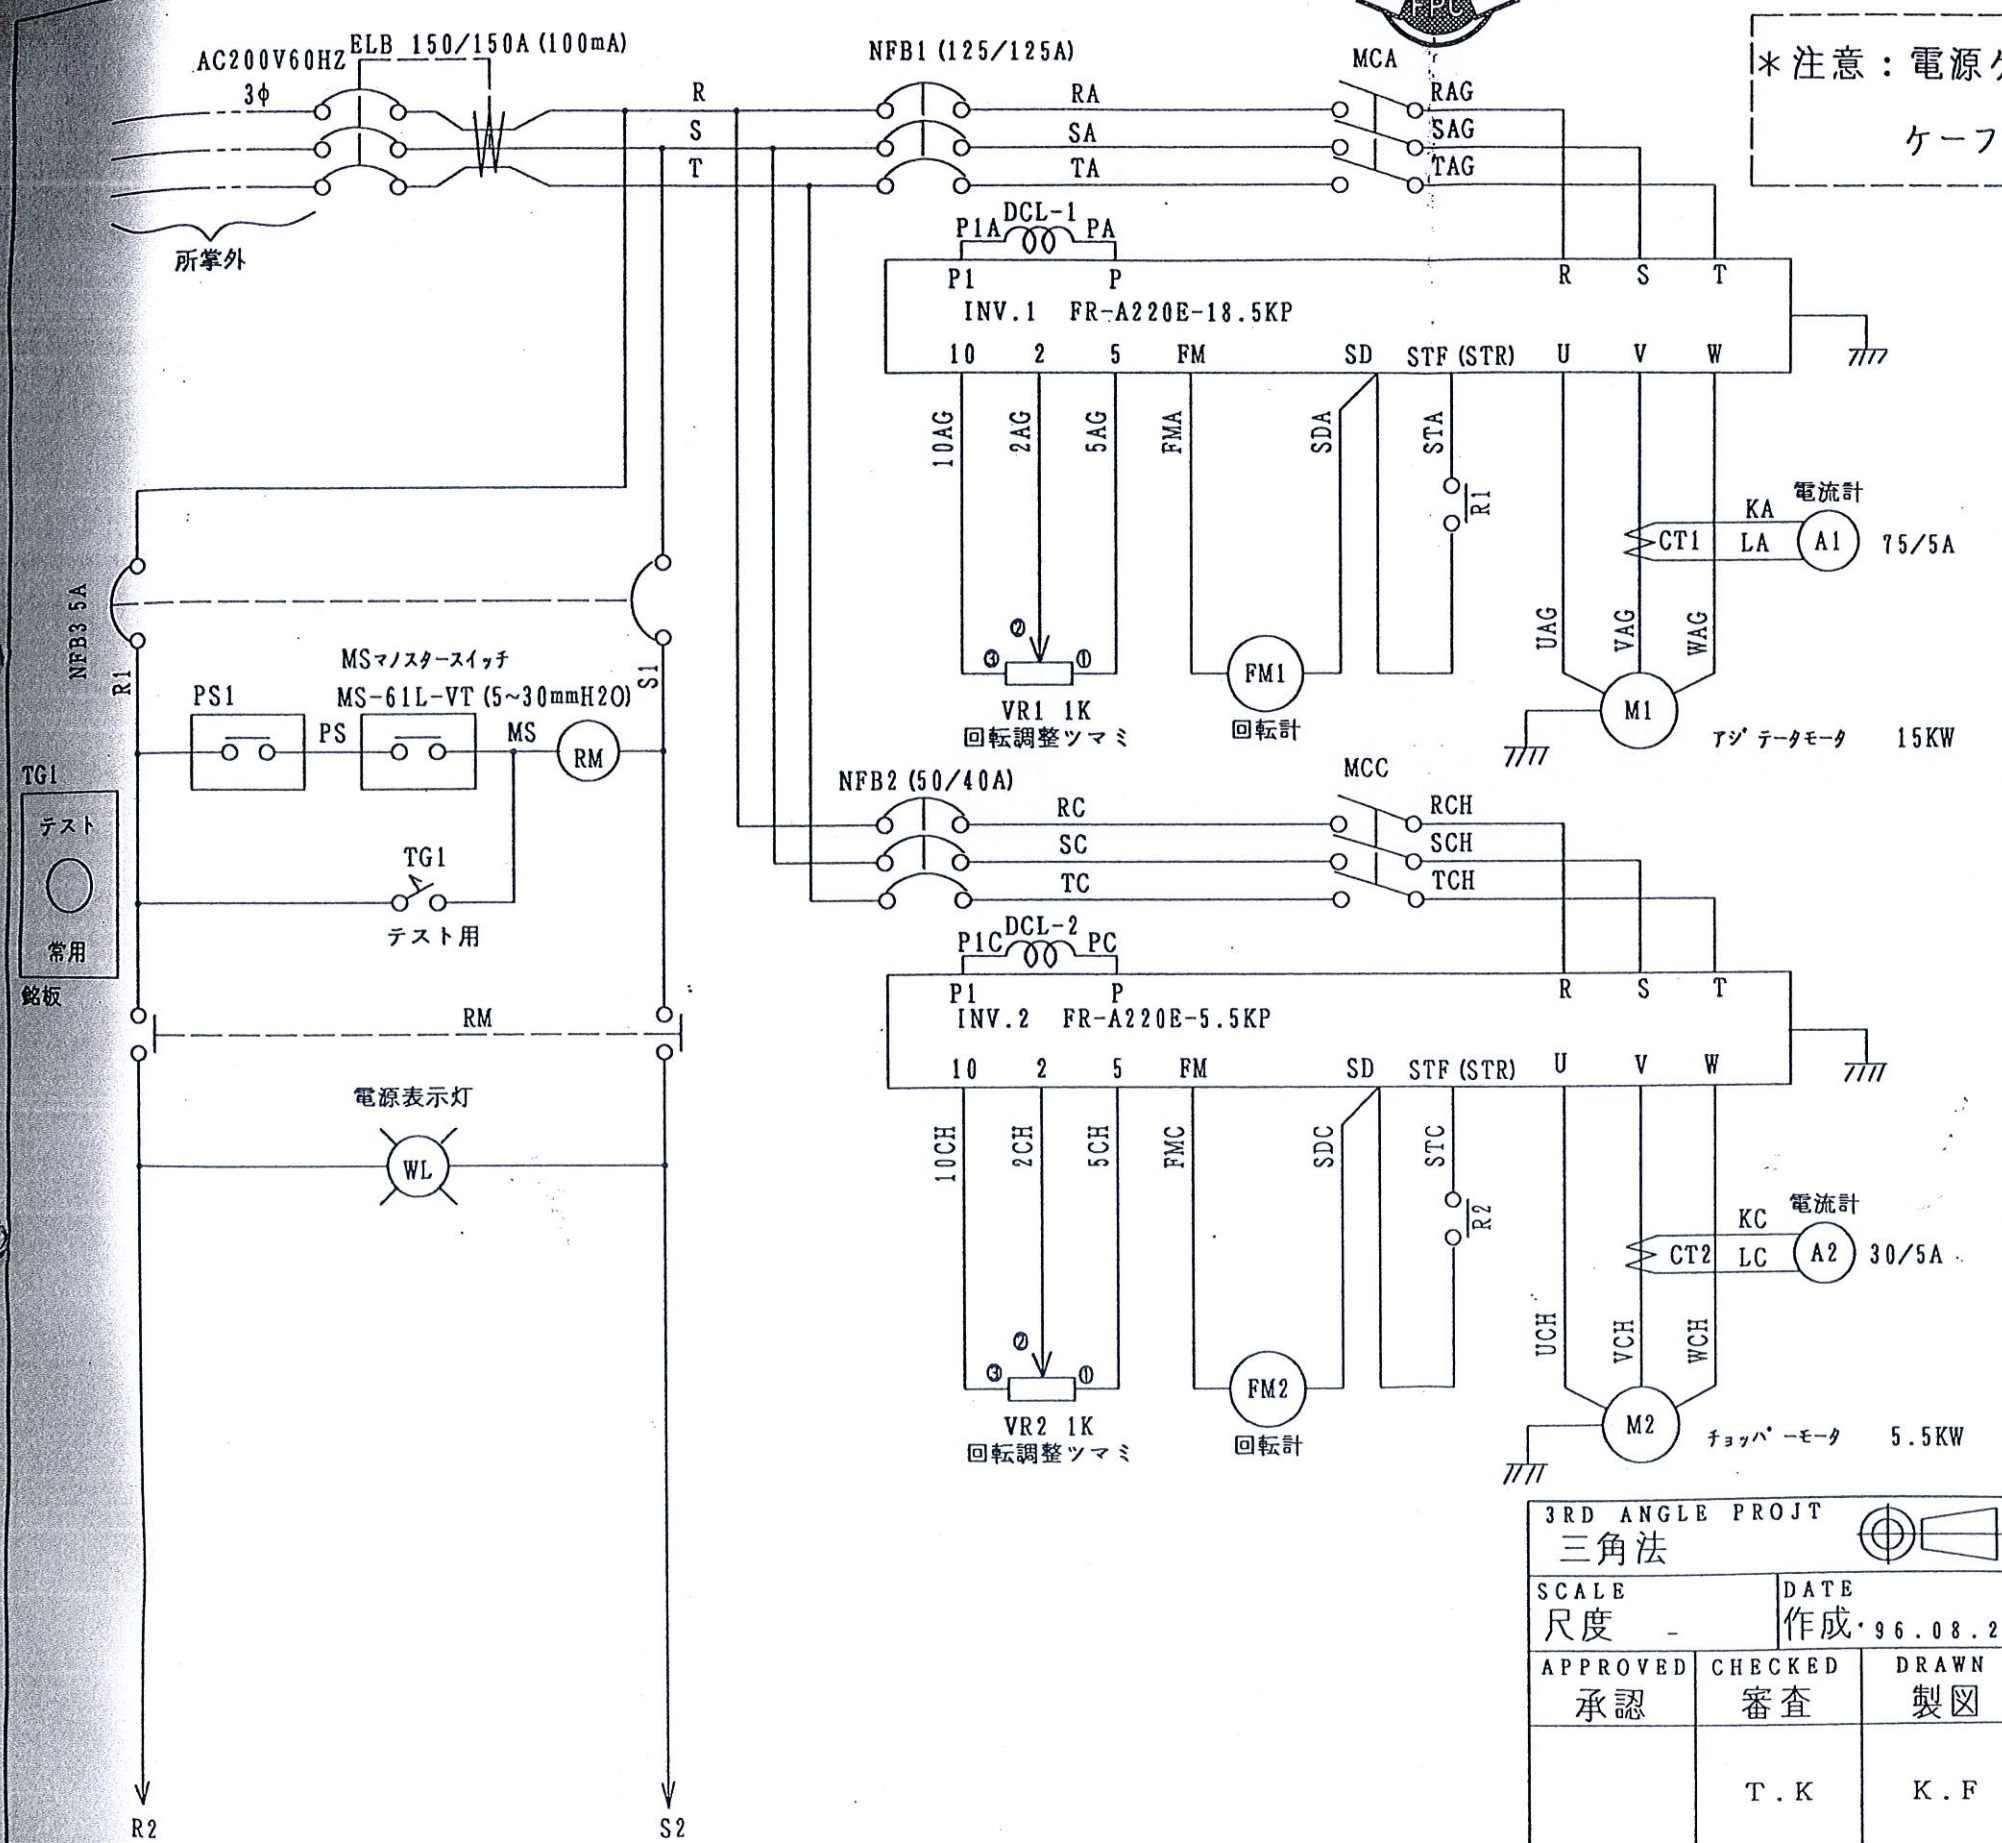 FPC
AC200V60HZ
3φ
ELB 150/150A (100mA)
所掌外
R
S
T
NFB1 (125/125A)
RA
SA
TA
MCA
RAG
SAG
TAG
*注意:電源
ケーブ
P1A
DCL-1
PA
P1
P
R
S
T
INV.1 FR-A220E-18.5KP
10
2
5
FM
SD
STF (STR)
U
V
W
10AG
2AG
5AG
FMA
SDA
STA
R1
電流計
KA
CT1
LA
A1
75/5A
UAG
VAG
WAG
②
③
①
VR1 1K
回転調整ツマミ
FM1
回転計
M1
アジテータモータ 15KW
NFB3 5A
R1
S1
MSマノスタースイッチ
MS-61L-VT (5~30mmH2O)
PS1
PS
MS
RM
TG1
テスト
常用
銘板
TG1
テスト用
RM
電源表示灯
WL
R2
S2
NFB2 (50/40A)
RC
SC
TC
MCC
RCH
SCH
TCH
P1C
DCL-2
PC
P1
P
R
S
T
INV.2 FR-A220E-5.5KP
10
2
5
FM
SD
STF (STR)
U
V
W
10CH
2CH
5CH
FMC
SDC
STC
R2
電流計
KC
CT2
LC
A2
30/5A
UCH
VCH
WCH
②
③
①
VR2 1K
回転調整ツマミ
FM2
回転計
M2
チョッパーモータ 5.5KW
3RD ANGLE PROJT
三角法
SCALE
尺度 -
DATE
作成 '96.08.2
APPROVED
承認
CHECKED
審査
DRAWN
製図
T.K
K.F